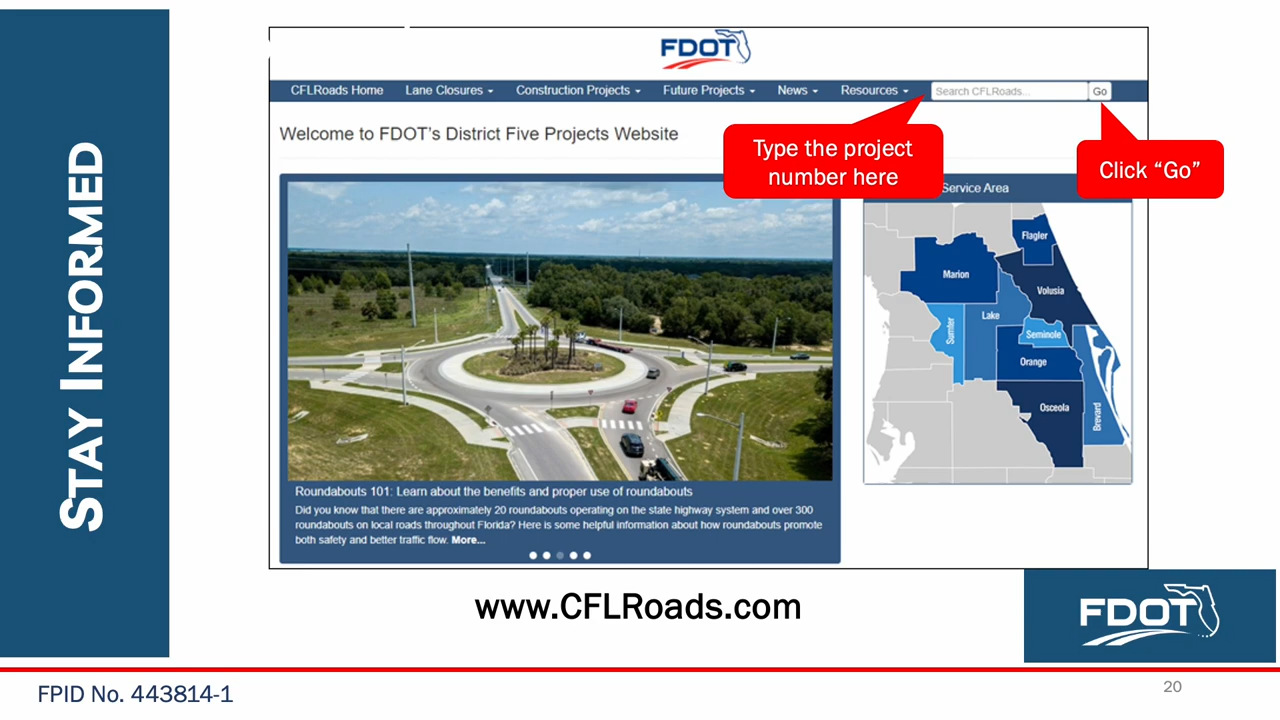 STAY INFORMED
FDOT
CFLRoads Home Lane Closures Construction Projects Future Projects News Resources Search CFLRoads... Go
Type the project
number here
Click “Go”
Welcome to FDOT's District Five Projects Website
Service Area
Flagler
Marion
Volusia
Lake
Sumter
Seminole
Orange
Osceola
Brevard
Roundabouts 101: Learn about the benefits and proper use of roundabouts
Did you know that there are approximately 20 roundabouts operating on the state highway system and over 300
roundabouts on local roads throughout Florida? Here is some helpful information about how roundabouts promote
both safety and better traffic flow. More...
www.CFLRoads.com
FDOT
FPID No. 443814-1
20